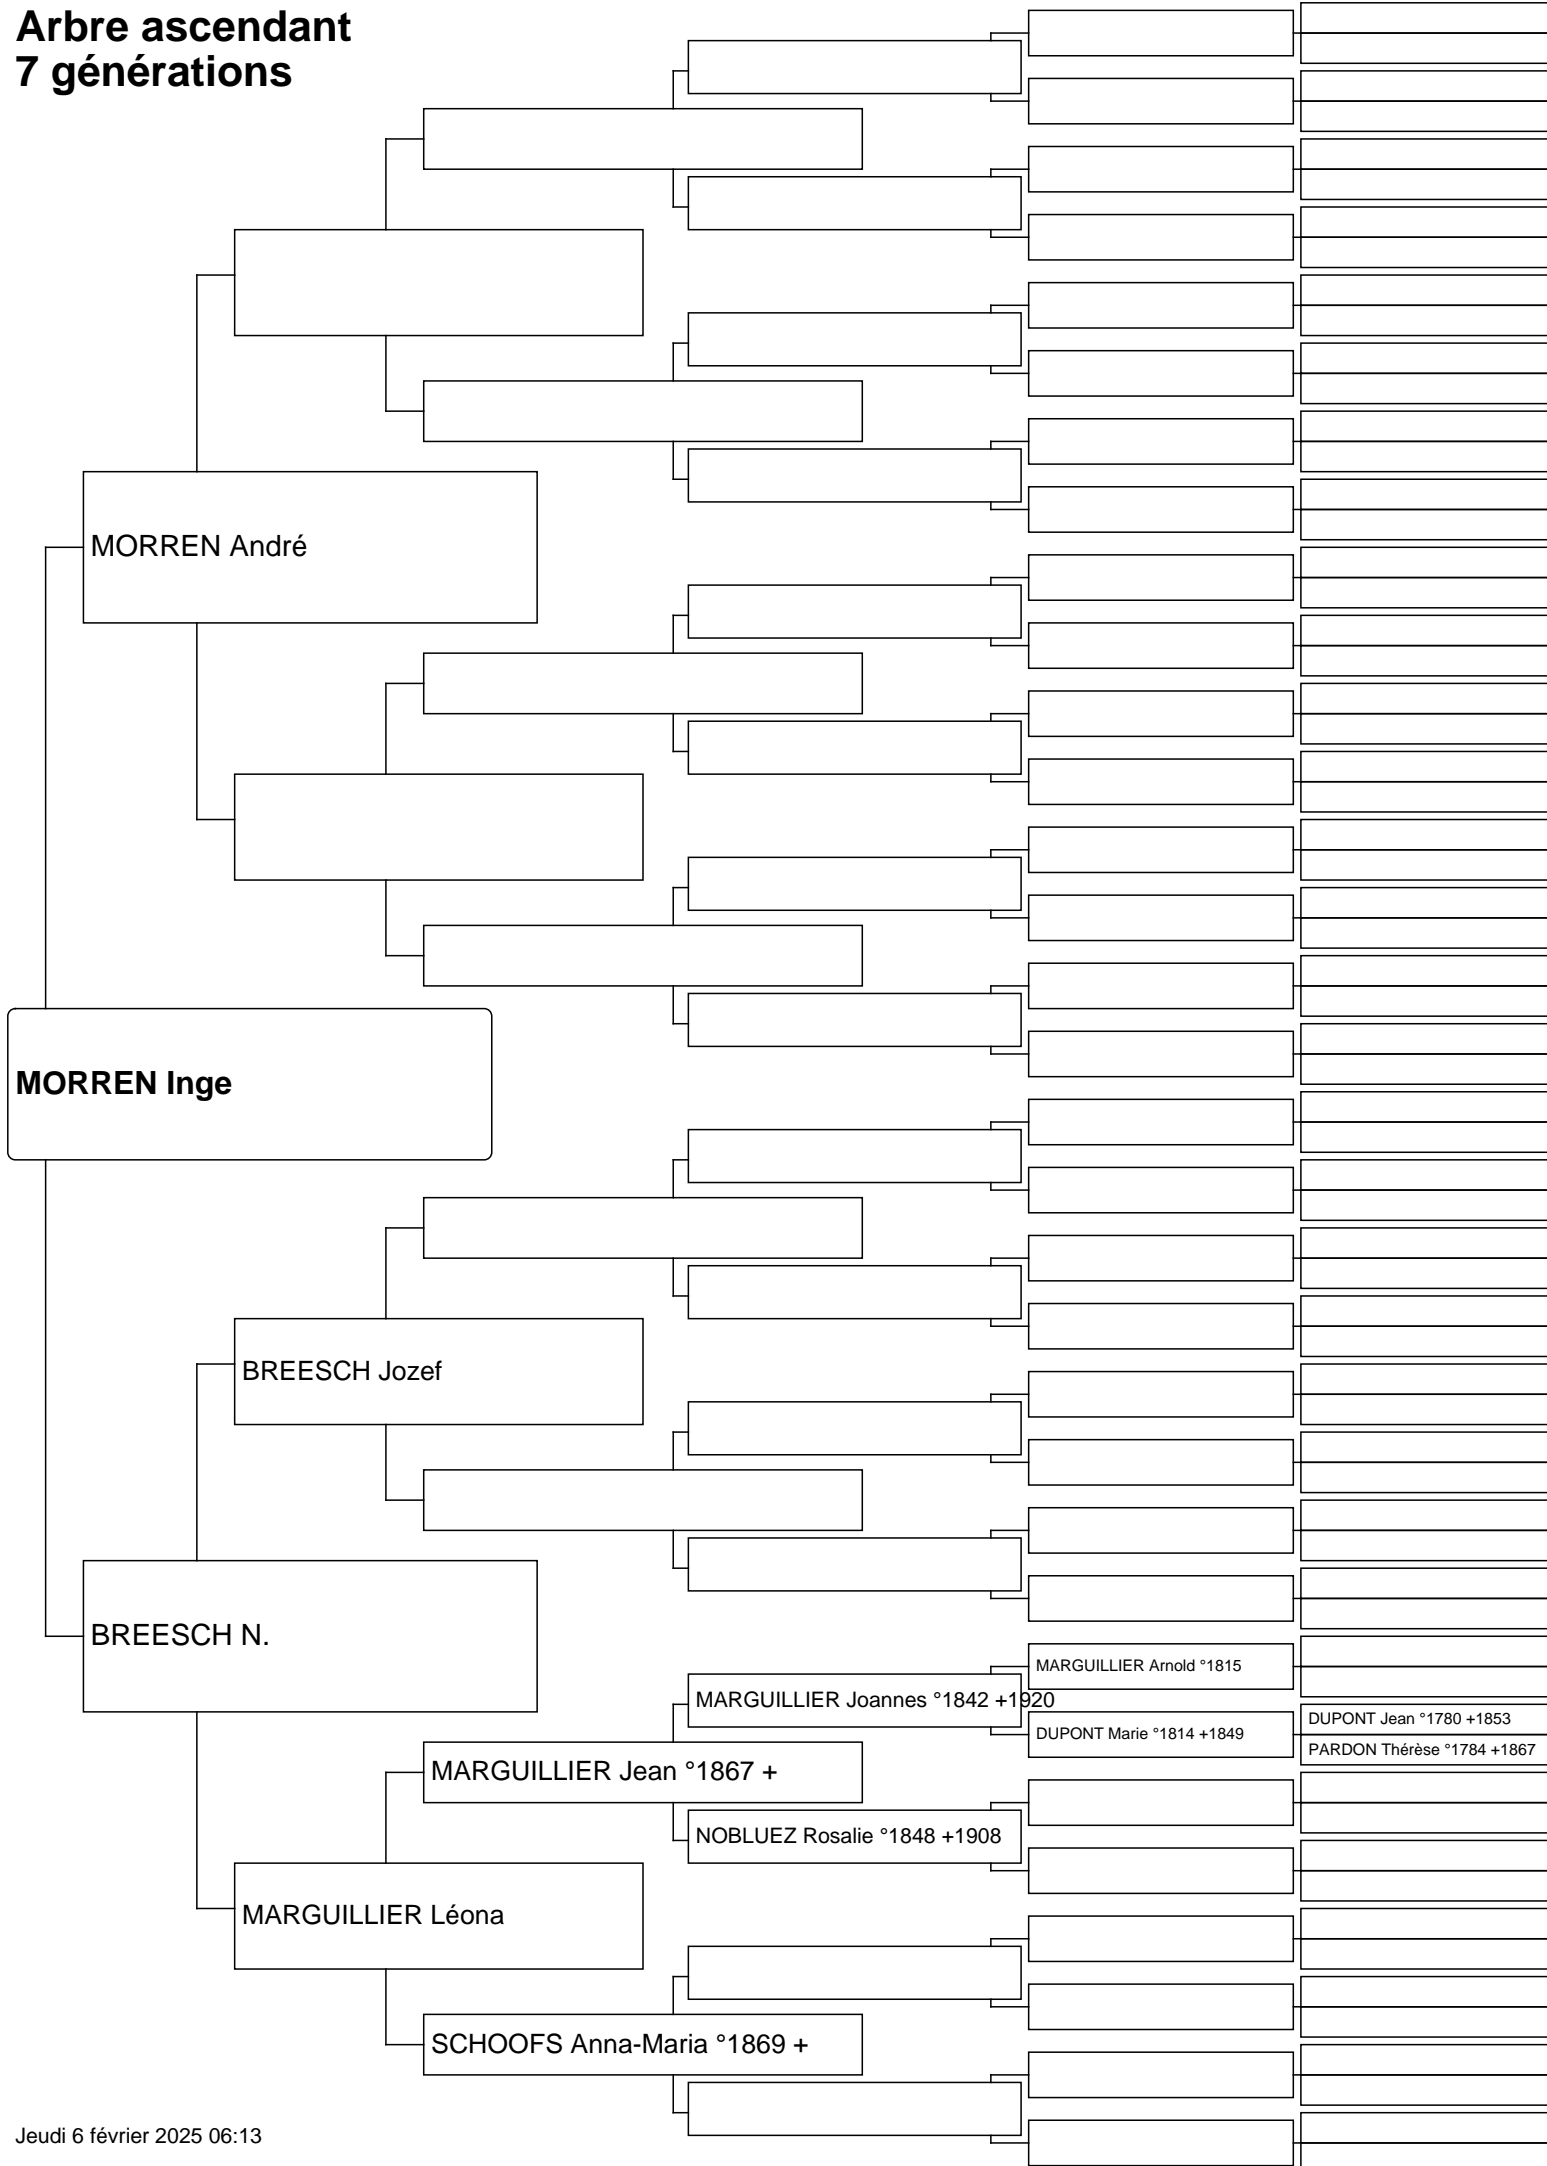 Arbre ascendant
7 générations
MORREN André
MORREN Inge
BREESCH Jozef
BREESCH N.
MARGUILLIER Arnold °1815
MARGUILLIER Joannes °1842 +1920
DUPONT Jean °1780 +1853
DUPONT Marie °1814 +1849
PARDON Thérèse °1784 +1867
MARGUILLIER Jean °1867 +
NOBLUEZ Rosalie °1848 +1908
MARGUILLIER Léona
SCHOOFS Anna-Maria °1869 +
Jeudi 6 février 2025 06:13